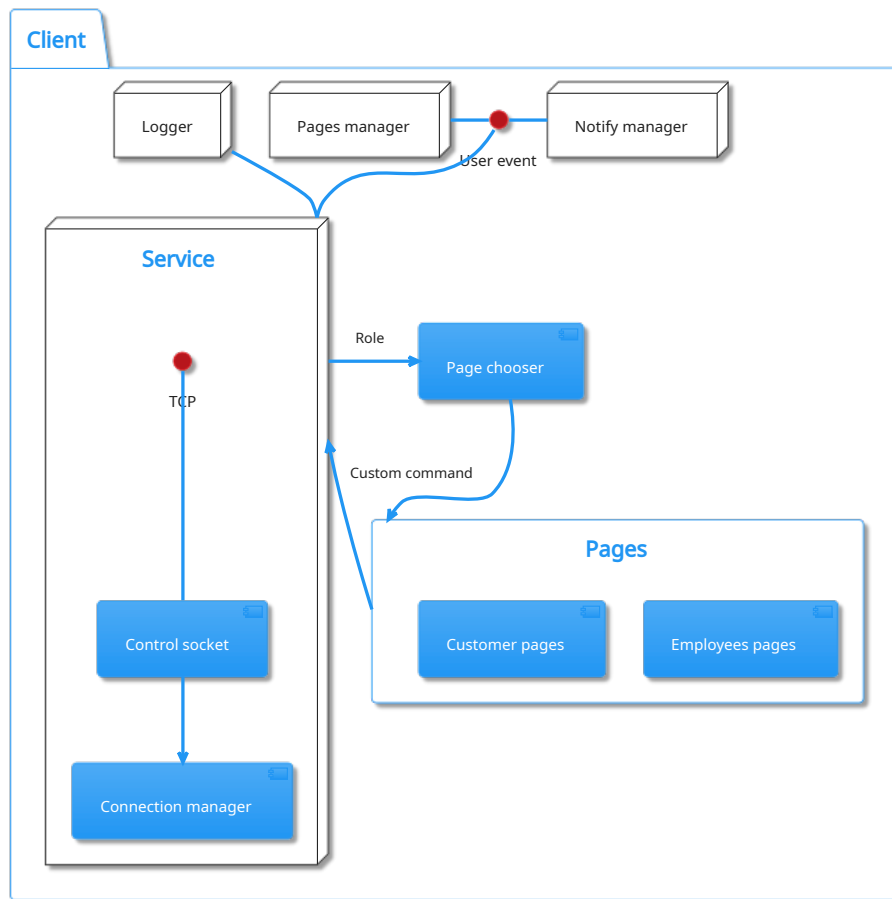 Client
Logger
Pages manager
Notify manager
User event
Service
Role
Page chooser
TCP
Custom command
Pages
Control socket
Customer pages
Employees pages
Connection manager